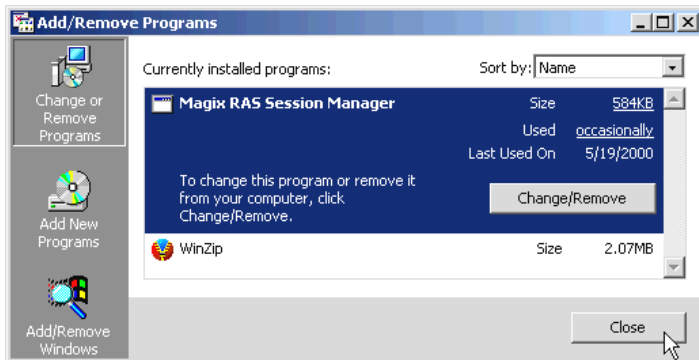 Add/Remove Programs
Change or
Remove
Programs
Add New
Programs
Add/Remove
Windows
Currently installed programs:
Sort by: Name
Magix RAS Session Manager
Size 584KB
Used occasionally
Last Used On 5/19/2000
To change this program or remove it
from your computer, click
Change/Remove.
Change/Remove
WinZip
Size 2.07MB
Close